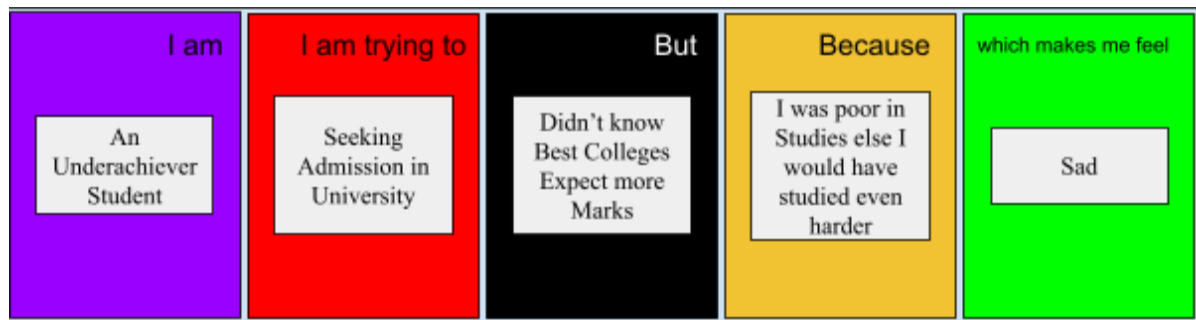 I am
An
Underachiever
Student
I am trying to
Seeking
Admission in
University
But
Didn't know
Best Colleges
Expect more
Marks
Because
I was poor in
Studies else I
would have
studied even
harder
which makes me feel
Sad